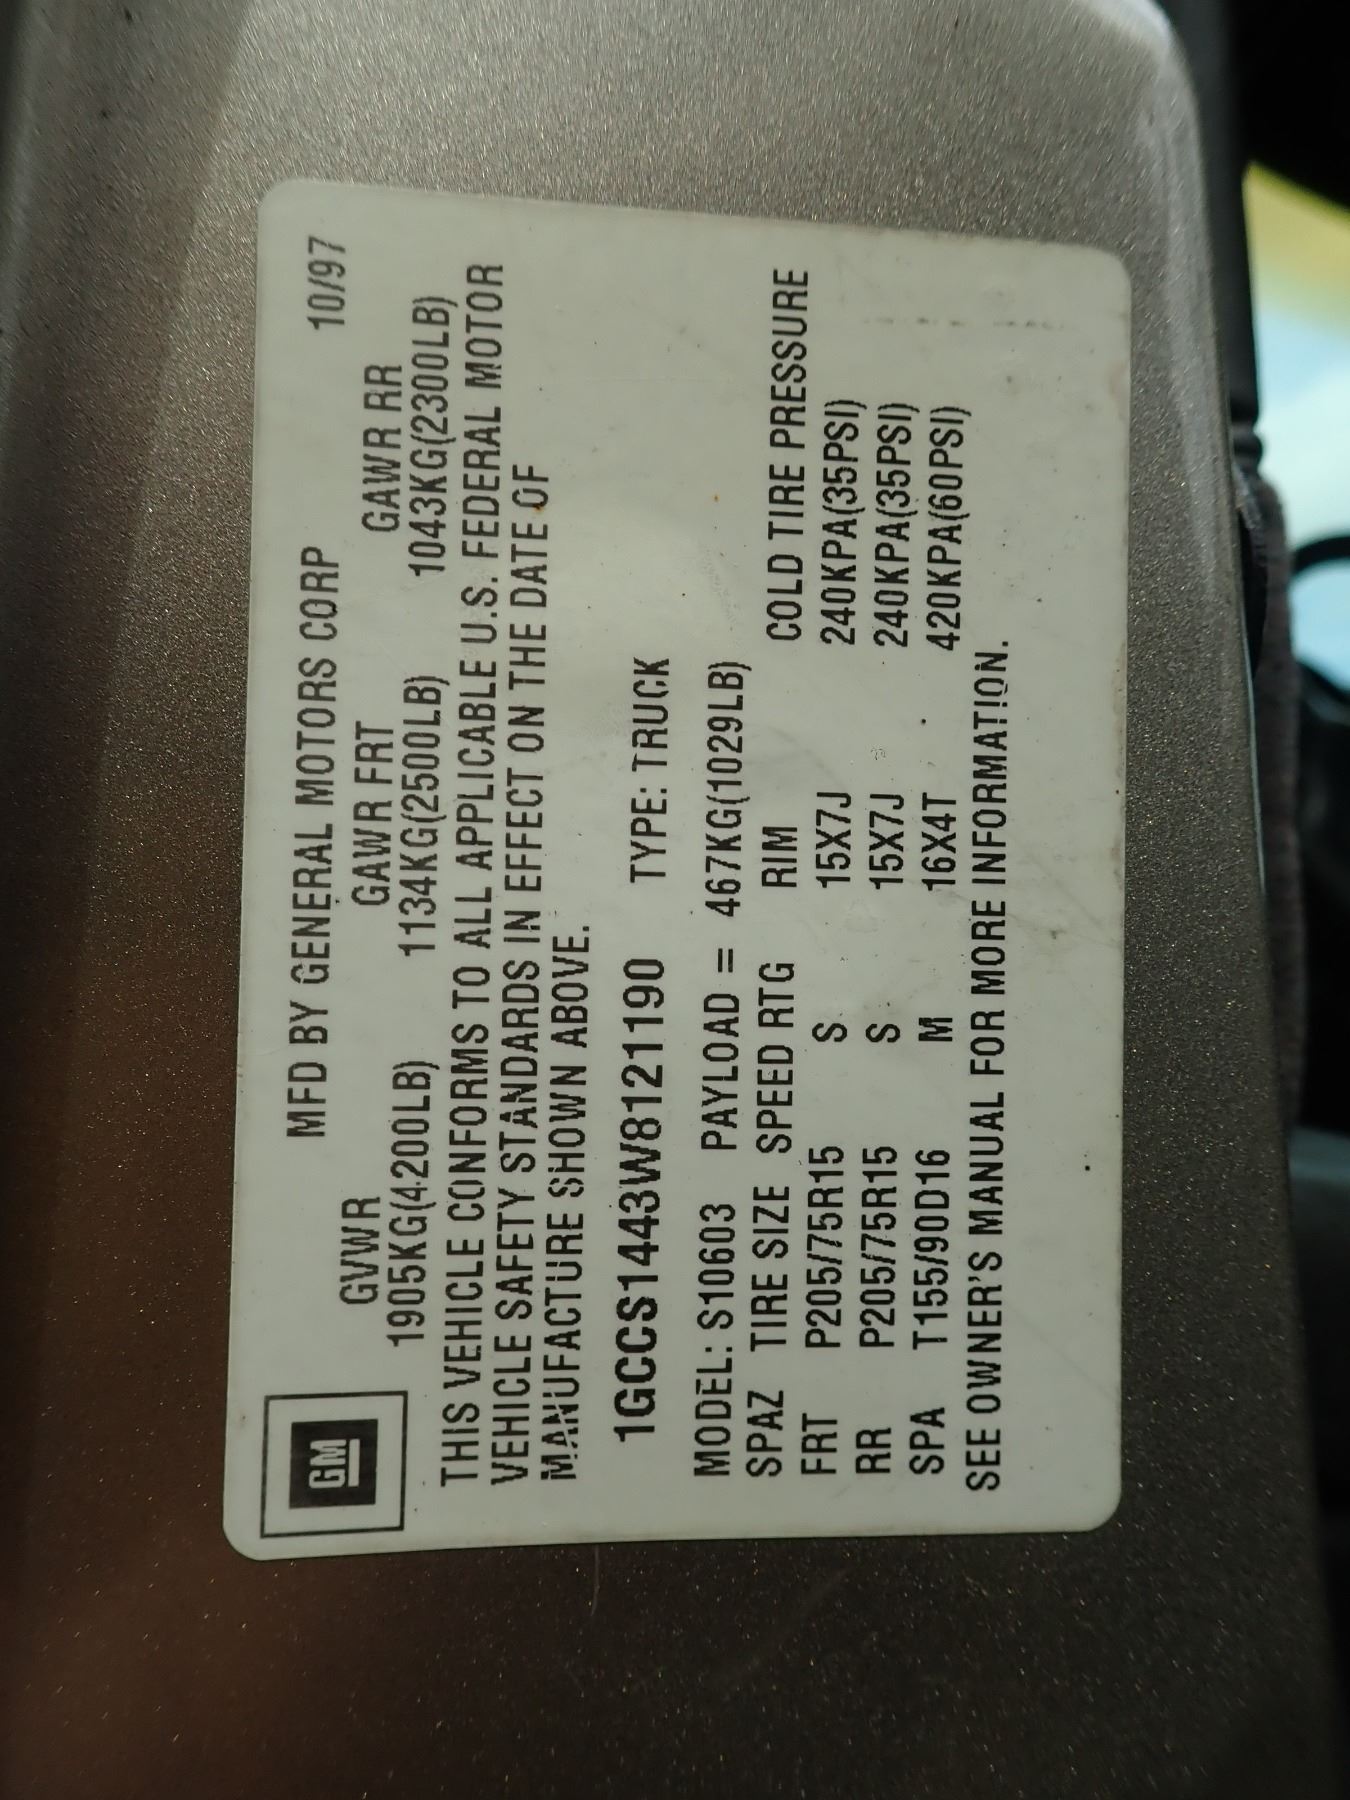 GM
MFD BY GENERAL MOTORS CORP 10/97
GVWR GAWR FRT GAWR RR
1905KG(4200LB) 1134KG(2500LB) 1043KG(2300LB)
THIS VEHICLE CONFORMS TO ALL APPLICABLE U.S. FEDERAL MOTOR
VEHICLE SAFETY STANDARDS IN EFFECT ON THE DATE OF
MANUFACTURE SHOWN ABOVE.
1GCCS1443W8121190 TYPE: TRUCK
MODEL: S10603 PAYLOAD = 467KG(1029LB)
SPAZ TIRE SIZE SPEED RTG RIM COLD TIRE PRESSURE
FRT P205/75R15 S 15X7J 240KPA(35PSI)
RR P205/75R15 S 15X7J 240KPA(35PSI)
SPA T155/90D16 M 16X4T 420KPA(60PSI)
SEE OWNER'S MANUAL FOR MORE INFORMATION.